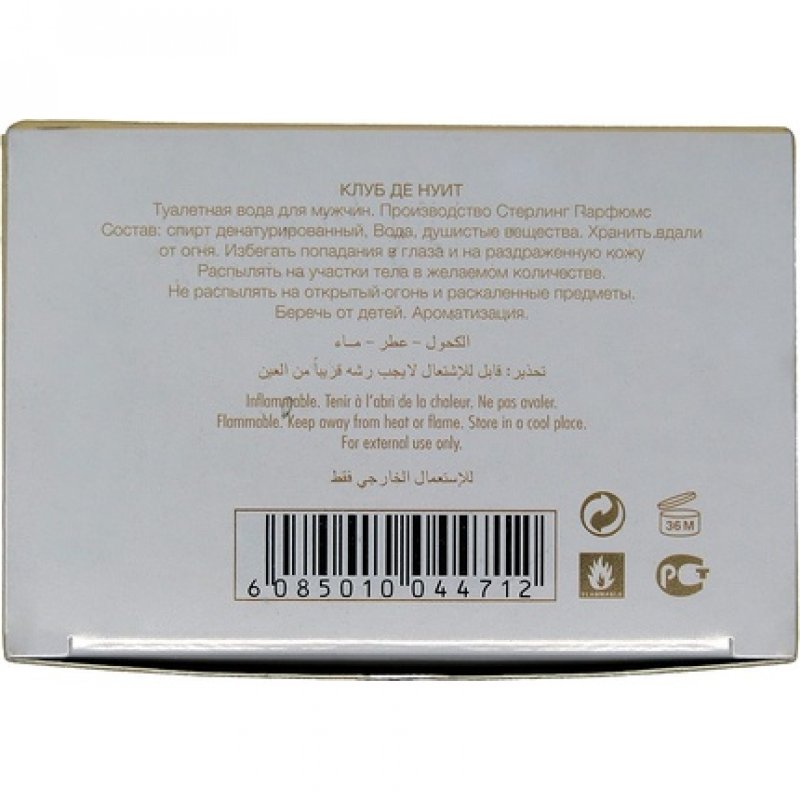 КЛУБ ДЕ НУИТ
Туалетная вода для мужчин. Производство Стерлинг Парфюмс
Состав: спирт денатурированный, Вода, душистые вещества. Хранить вдали
от огня. Избегать попадания в глаза и на раздраженную кожу
Распылять на участки тела в желаемом количестве.
Не распылять на открытый огонь и раскаленные предметы.
Беречь от детей. Ароматизация.
الكحول - عطر - مـاء
تحذير: قابل للإشتعال لايجب رشه قريباً من العين
Inflammable. Tenir à l'abri de la chaleur. Ne pas avaler.
Flammable. Keep away from heat or flame. Store in a cool place.
For external use only.
للإستعمال الخارجي فقط
36 M
6 085010 044712
FLAMMABLE
РСТ